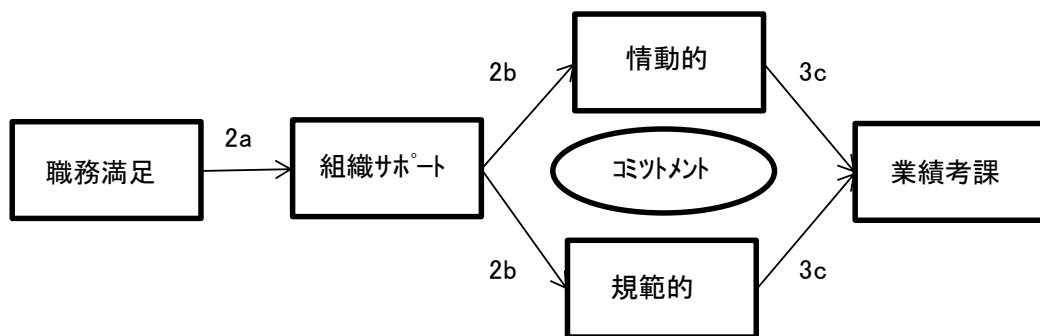 情動的
2b
3c
2a
職務満足
組織サポート
コミツトメント
業績考課
2b
3c
規範的